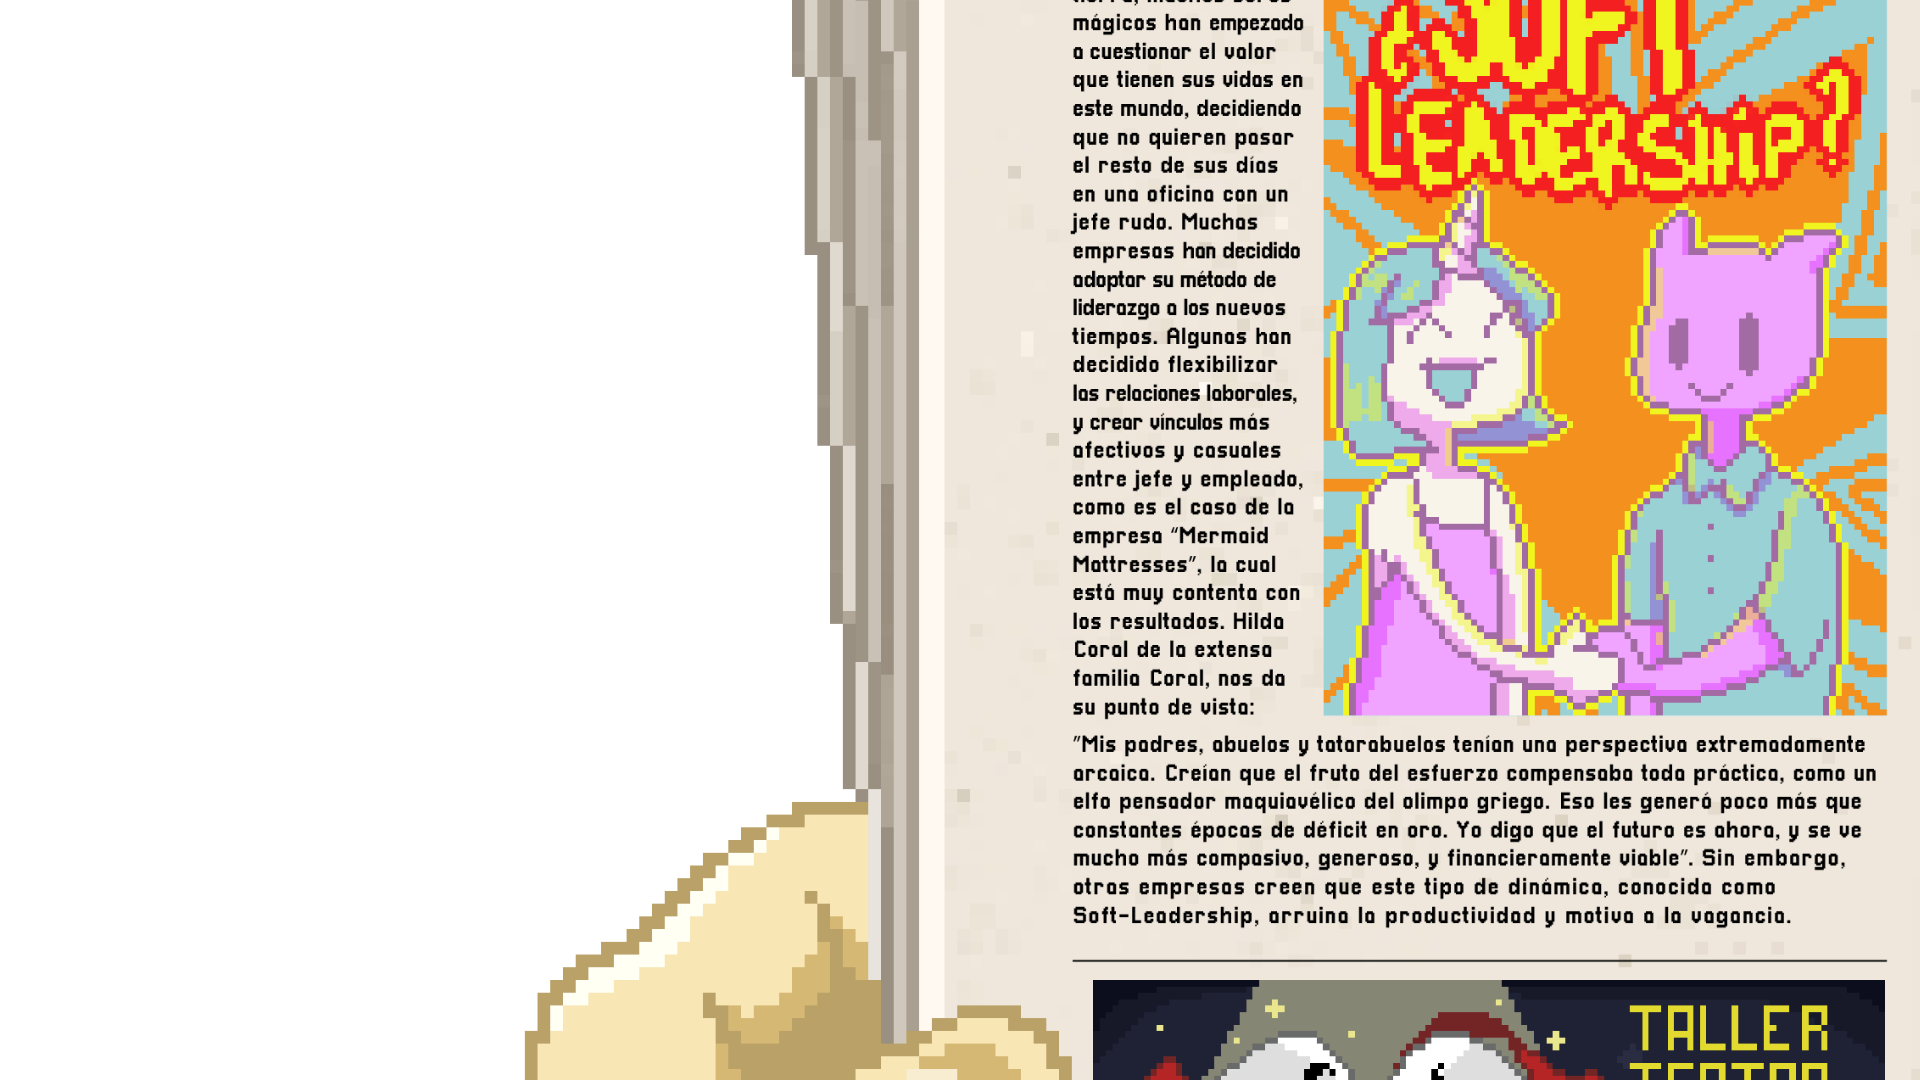 mágicos han empezado
a cuestionar el valor
que tienen sus vidas en
este mundo, decidiendo
que no quieren pasar
el resto de sus días
en una oficina con un
jefe rudo. Muchas
empresas han decidido
adoptar su método de
liderazgo a los nuevos
tiempos. Algunas han
decidido flexibilizar
las relaciones laborales,
y crear vínculos más
afectivos y casuales
entre jefe y empleado,
como es el caso de la
empresa "Mermaid
Mattresses", la cual
está muy contenta con
los resultados. Hilda
Coral de la extensa
familia Coral, nos da
su punto de vista:
¿SOFT
LEADERSHIP?
"Mis padres, abuelos y tatarabuelos tenían una perspectiva extremadamente
arcaica. Creían que el fruto del esfuerzo compensaba toda práctica, como un
elfo pensador maquiavélico del olimpo griego. Eso les generó poco más que
constantes épocas de déficit en oro. Yo digo que el futuro es ahora, y se ve
mucho más compasivo, generoso, y financieramente viable". Sin embargo,
otras empresas creen que este tipo de dinámica, conocida como
Soft-Leadership, arruina la productividad y motiva a la vagancia.
TALLER